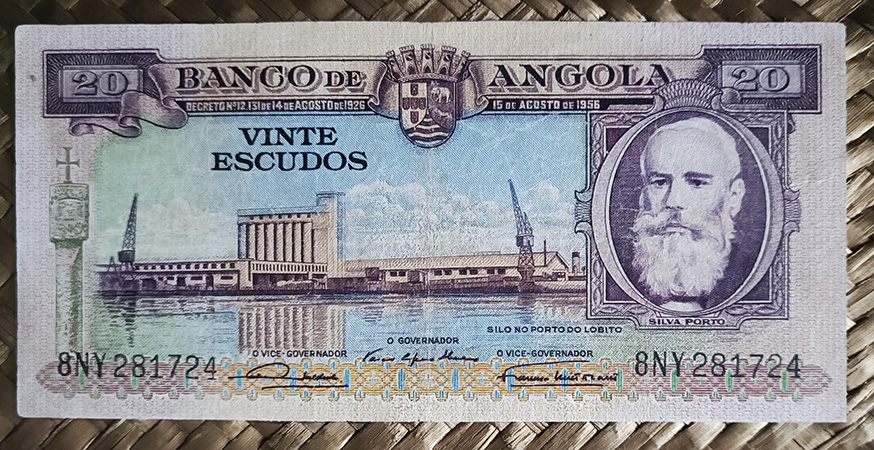 20 BANCO DE ANGOLA 20
DECRETO Nº 12.131 DE 14 DE AGOSTO DE 1926 15 DE AGOSTO DE 1956
VINTE
ESCUDOS
SILVA PORTO
SILO NO PORTO DO LOBITO
O GOVERNADOR
O VICE-GOVERNADOR O VICE-GOVERNADOR
8NY 281724 8NY 281724